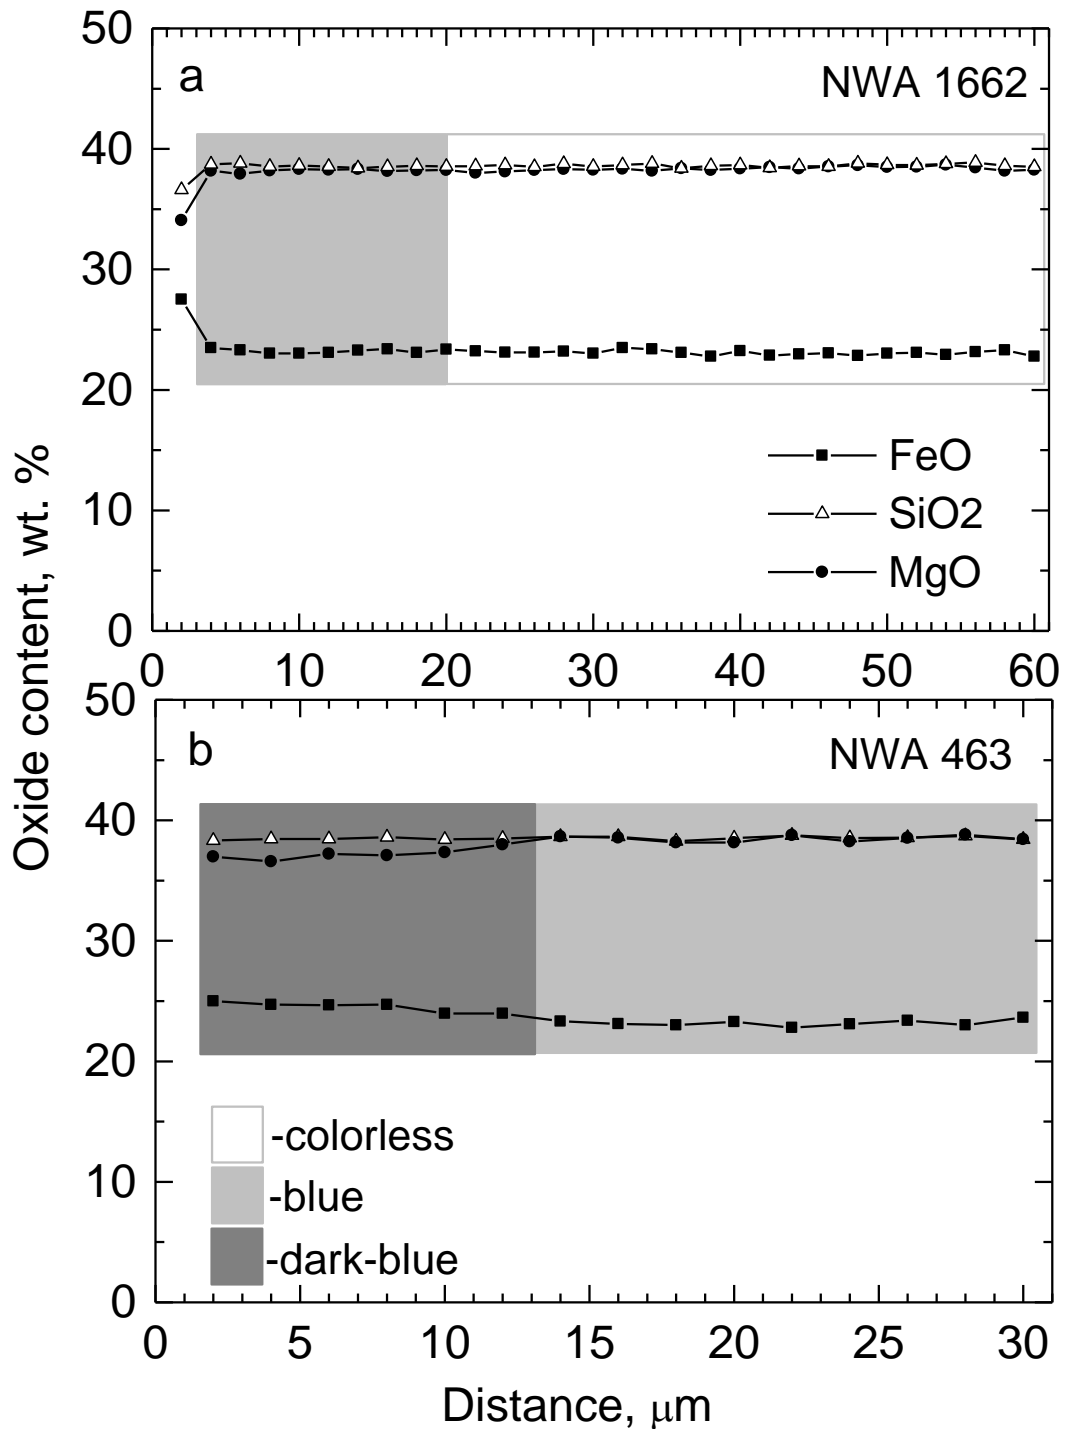 50
a
NWA 1662
40
30
20
FeO
10
SiO2
MgO
0
0 10 20 30 40 50 60
Oxide content, wt. %
50
b
NWA 463
40
30
20
-colorless
10
-blue
-dark-blue
0
0 5 10 15 20 25 30
Distance, μm